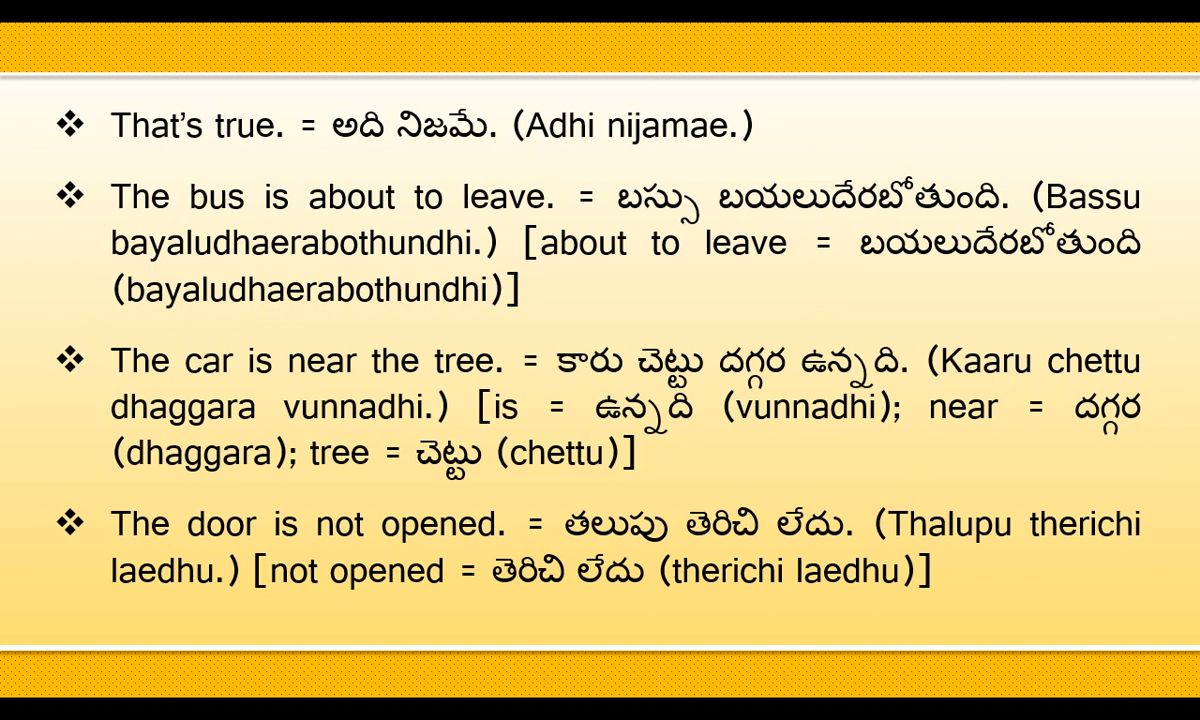 ❖ That’s true. = అది నిజమే. (Adhi nijamae.)
❖ The bus is about to leave. = బస్సు బయలుదేరబోతుంది. (Bassu
bayaludhaerabothundhi.) [about to leave = బయలుదేరబోతుంది
(bayaludhaerabothundhi)]
❖ The car is near the tree. = కారు చెట్టు దగ్గర ఉన్నది. (Kaaru chettu
dhaggara vunnadhi.) [is = ఉన్నది (vunnadhi); near = దగ్గర
(dhaggara); tree = చెట్టు (chettu)]
❖ The door is not opened. = తలుపు తెరిచి లేదు. (Thalupu therichi
laedhu.) [not opened = తెరిచి లేదు (therichi laedhu)]